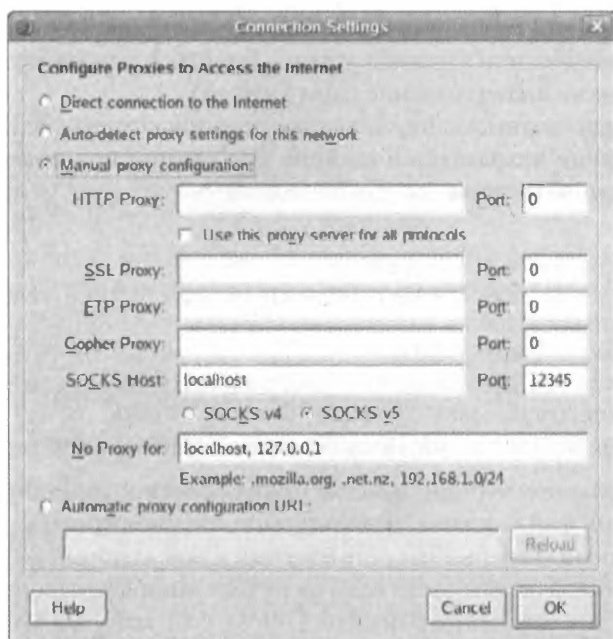 Connection Settings
Configure Proxies to Access the Internet
Direct connection to the Internet
Auto-detect proxy settings for this network
Manual proxy configuration:
HTTP Proxy: Port: 0
Use this proxy server for all protocols
SSL Proxy: Port: 0
FTP Proxy: Port: 0
Gopher Proxy: Port: 0
SOCKS Host: localhost Port: 12345
SOCKS v4 SOCKS v5
No Proxy for: localhost, 127.0.0.1
Example: .mozilla.org, .net.nz, 192.168.1.0/24
Automatic proxy configuration URL:
Reload
Help Cancel OK